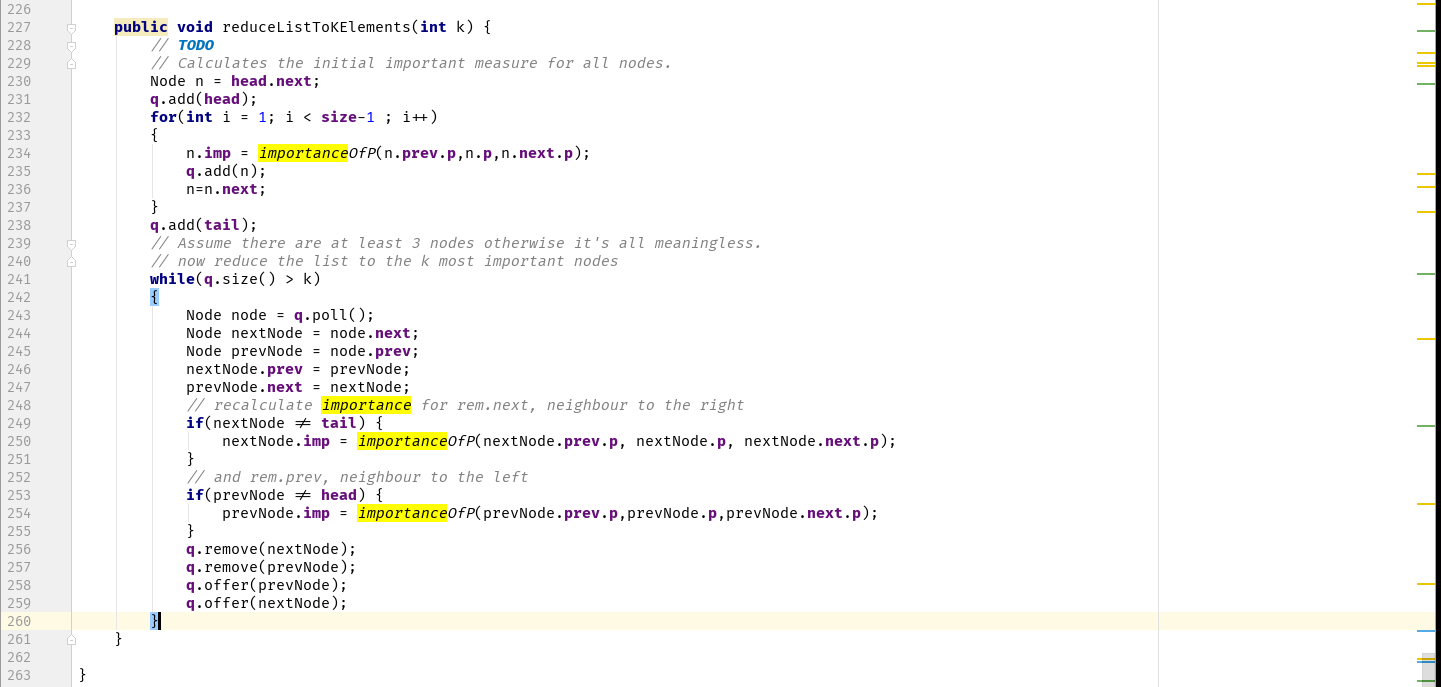 226
227 public void reduceListToKElements(int k) {
228 // TODO
229 // Calculates the initial important measure for all nodes.
230 Node n = head.next;
231 q.add(head);
232 for(int i = 1; i < size-1 ; i++)
233 {
234 n.imp = importanceOfP(n.prev.p,n.p,n.next.p);
235 q.add(n);
236 n=n.next;
237 }
238 q.add(tail);
239 // Assume there are at least 3 nodes otherwise it's all meaningless.
240 // now reduce the list to the k most important nodes
241 while(q.size() > k)
242 {
243 Node node = q.poll();
244 Node nextNode = node.next;
245 Node prevNode = node.prev;
246 nextNode.prev = prevNode;
247 prevNode.next = nextNode;
248 // recalculate importance for rem.next, neighbour to the right
249 if(nextNode ≠ tail) {
250 nextNode.imp = importanceOfP(nextNode.prev.p, nextNode.p, nextNode.next.p);
251 }
252 // and rem.prev, neighbour to the left
253 if(prevNode ≠ head) {
254 prevNode.imp = importanceOfP(prevNode.prev.p,prevNode.p,prevNode.next.p);
255 }
256 q.remove(nextNode);
257 q.remove(prevNode);
258 q.offer(prevNode);
259 q.offer(nextNode);
260 }
261 }
262
263 }